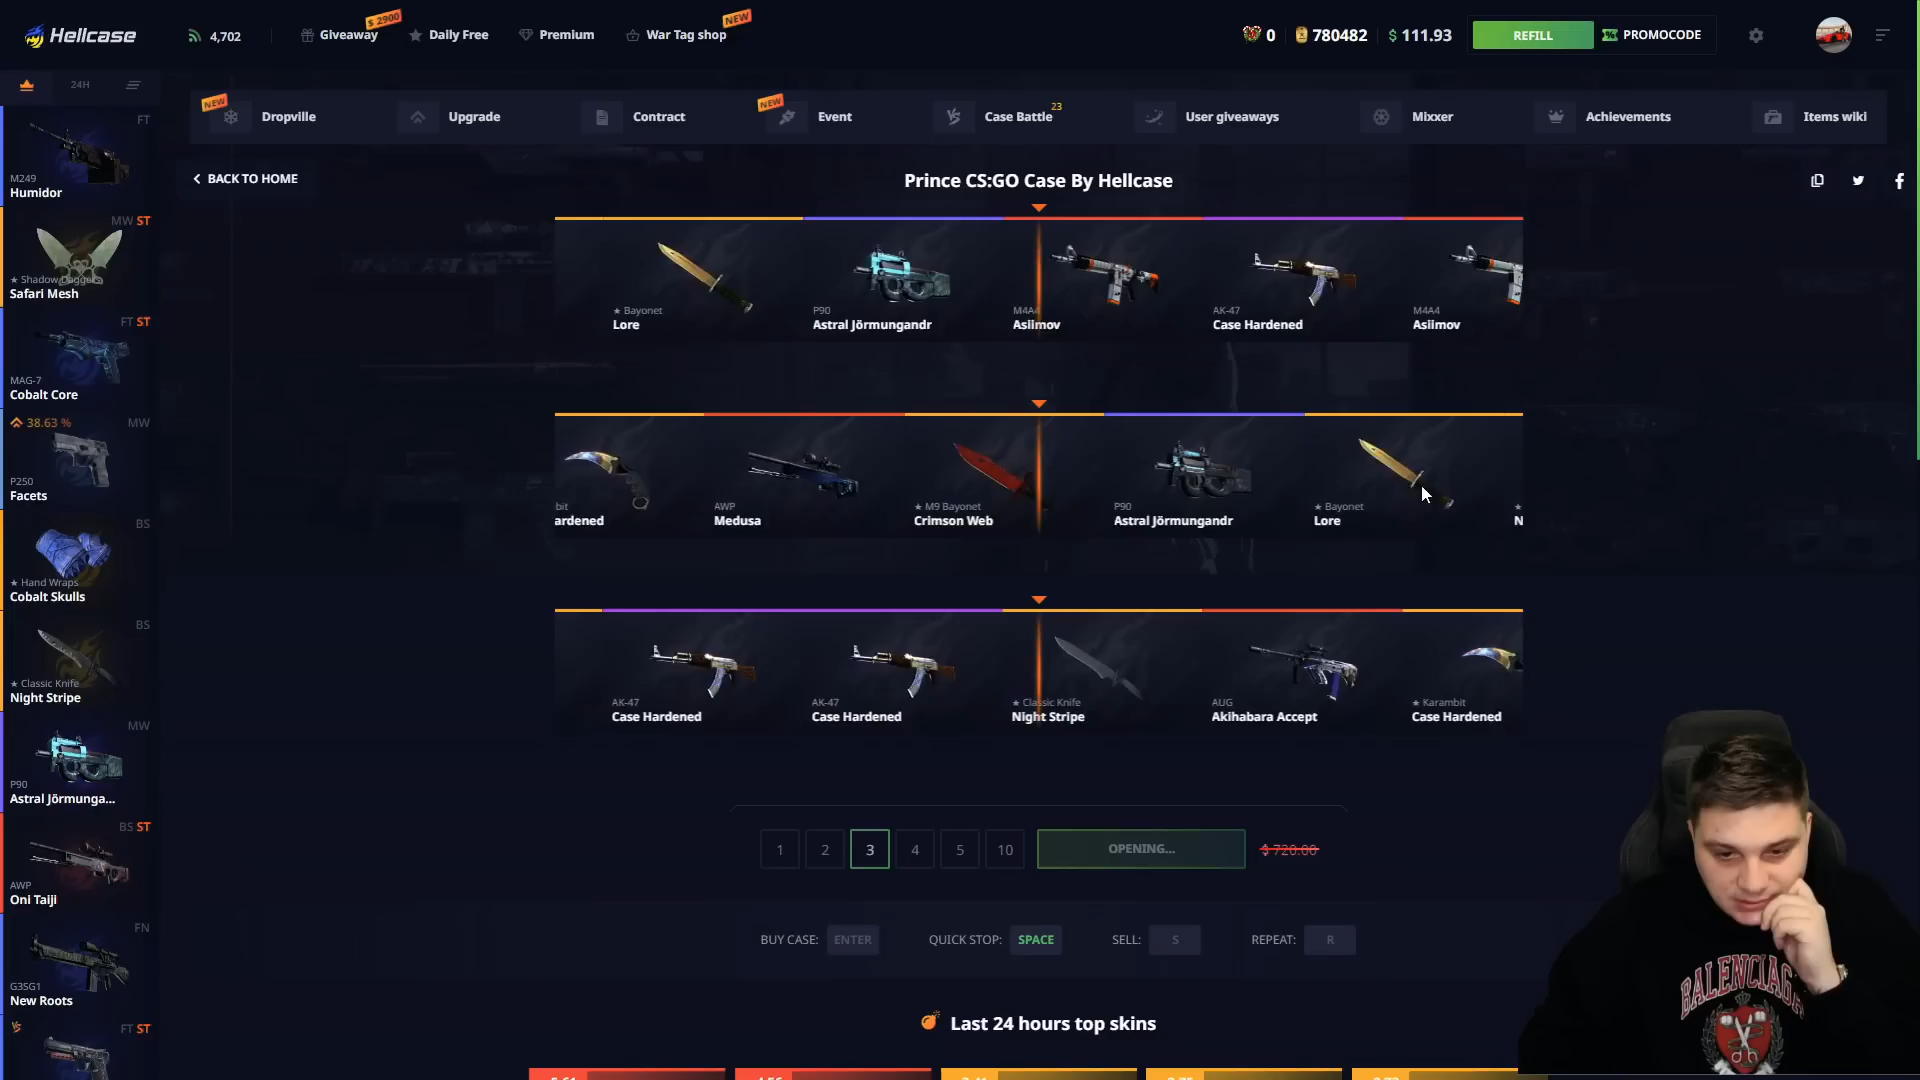 Hellcase
4,702
Giveaway
$ 2900
Daily Free
Premium
War Tag shop
NEW
0
780482
$ 111.93
REFILL
PROMOCODE
24H
NEW
Dropville
Upgrade
Contract
NEW
Event
Case Battle
23
User giveaways
Mixxer
Achievements
Items wiki
BACK TO HOME
Prince CS:GO Case By Hellcase
FT
M249
Humidor
MW ST
★ Shadow Daggers
Safari Mesh
FT ST
MAG-7
Cobalt Core
38.63 %
MW
P250
Facets
BS
★ Hand Wraps
Cobalt Skulls
BS
★ Classic Knife
Night Stripe
MW
P90
Astral Jörmunga...
BS ST
AWP
Oni Taiji
FN
G3SG1
New Roots
FT ST
★ Bayonet
Lore
P90
Astral Jörmungandr
M4A4
Asiimov
AK-47
Case Hardened
M4A4
Asiimov
bit
ardened
AWP
Medusa
★ M9 Bayonet
Crimson Web
P90
Astral Jörmungandr
★ Bayonet
Lore
★
N
AK-47
Case Hardened
AK-47
Case Hardened
★ Classic Knife
Night Stripe
AUG
Akihabara Accept
★ Karambit
Case Hardened
1
2
3
4
5
10
OPENING...
$ 720.00
BUY CASE: ENTER
QUICK STOP: SPACE
SELL: S
REPEAT: R
Last 24 hours top skins
BALENCIAGA